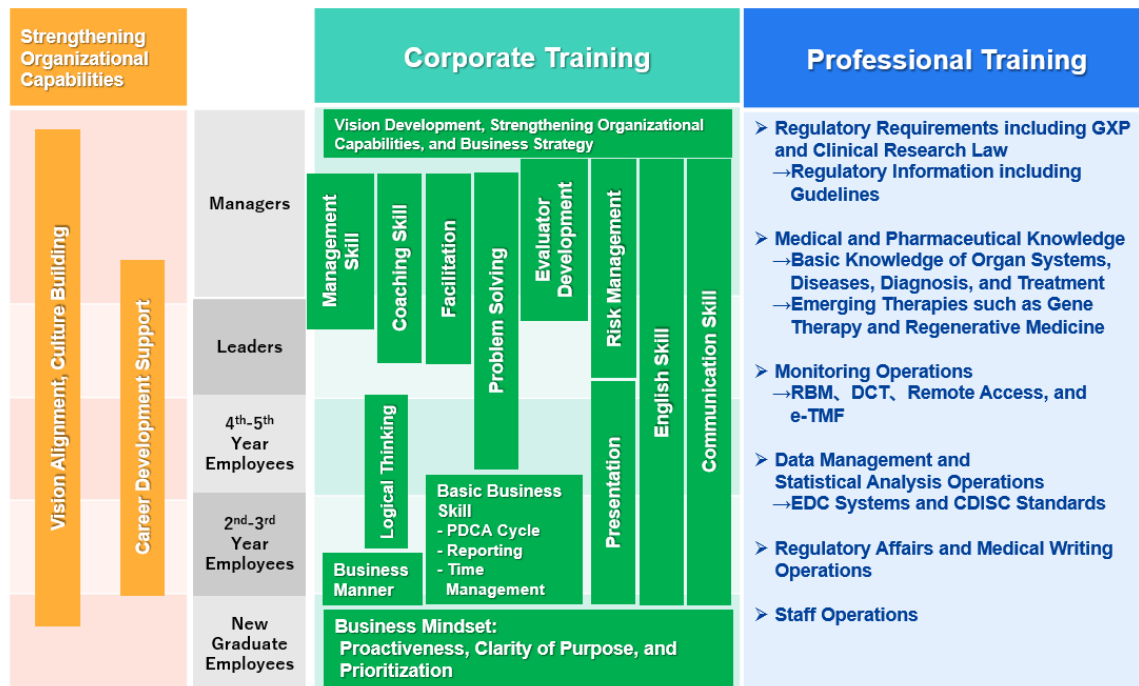 Strengthening
Organizational
Capabilities
Corporate Training
Professional Training
Vision Alignment, Culture Building
Career Development Support
Managers
Leaders
4th-5th
Year
Employees
2nd-3rd
Year
Employees
New
Graduate
Employees
Vision Development, Strengthening Organizational
Capabilities, and Business Strategy
Management
Skill
Coaching Skill
Facilitation
Problem Solving
Evaluator
Development
Risk Management
English Skill
Communication Skill
Logical Thinking
Presentation
Basic Business
Skill
- PDCA Cycle
- Reporting
- Time
Management
Business
Manner
Business Mindset:
Proactiveness, Clarity of Purpose, and
Prioritization
➢ Regulatory Requirements including GXP
and Clinical Research Law
→Regulatory Information including
Gudelines
➢ Medical and Pharmaceutical Knowledge
→Basic Knowledge of Organ Systems,
Diseases, Diagnosis, and Treatment
→Emerging Therapies such as Gene
Therapy and Regenerative Medicine
➢ Monitoring Operations
→RBM、DCT、Remote Access, and
e-TMF
➢ Data Management and
Statistical Analysis Operations
→EDC Systems and CDISC Standards
➢ Regulatory Affairs and Medical Writing
Operations
➢ Staff Operations